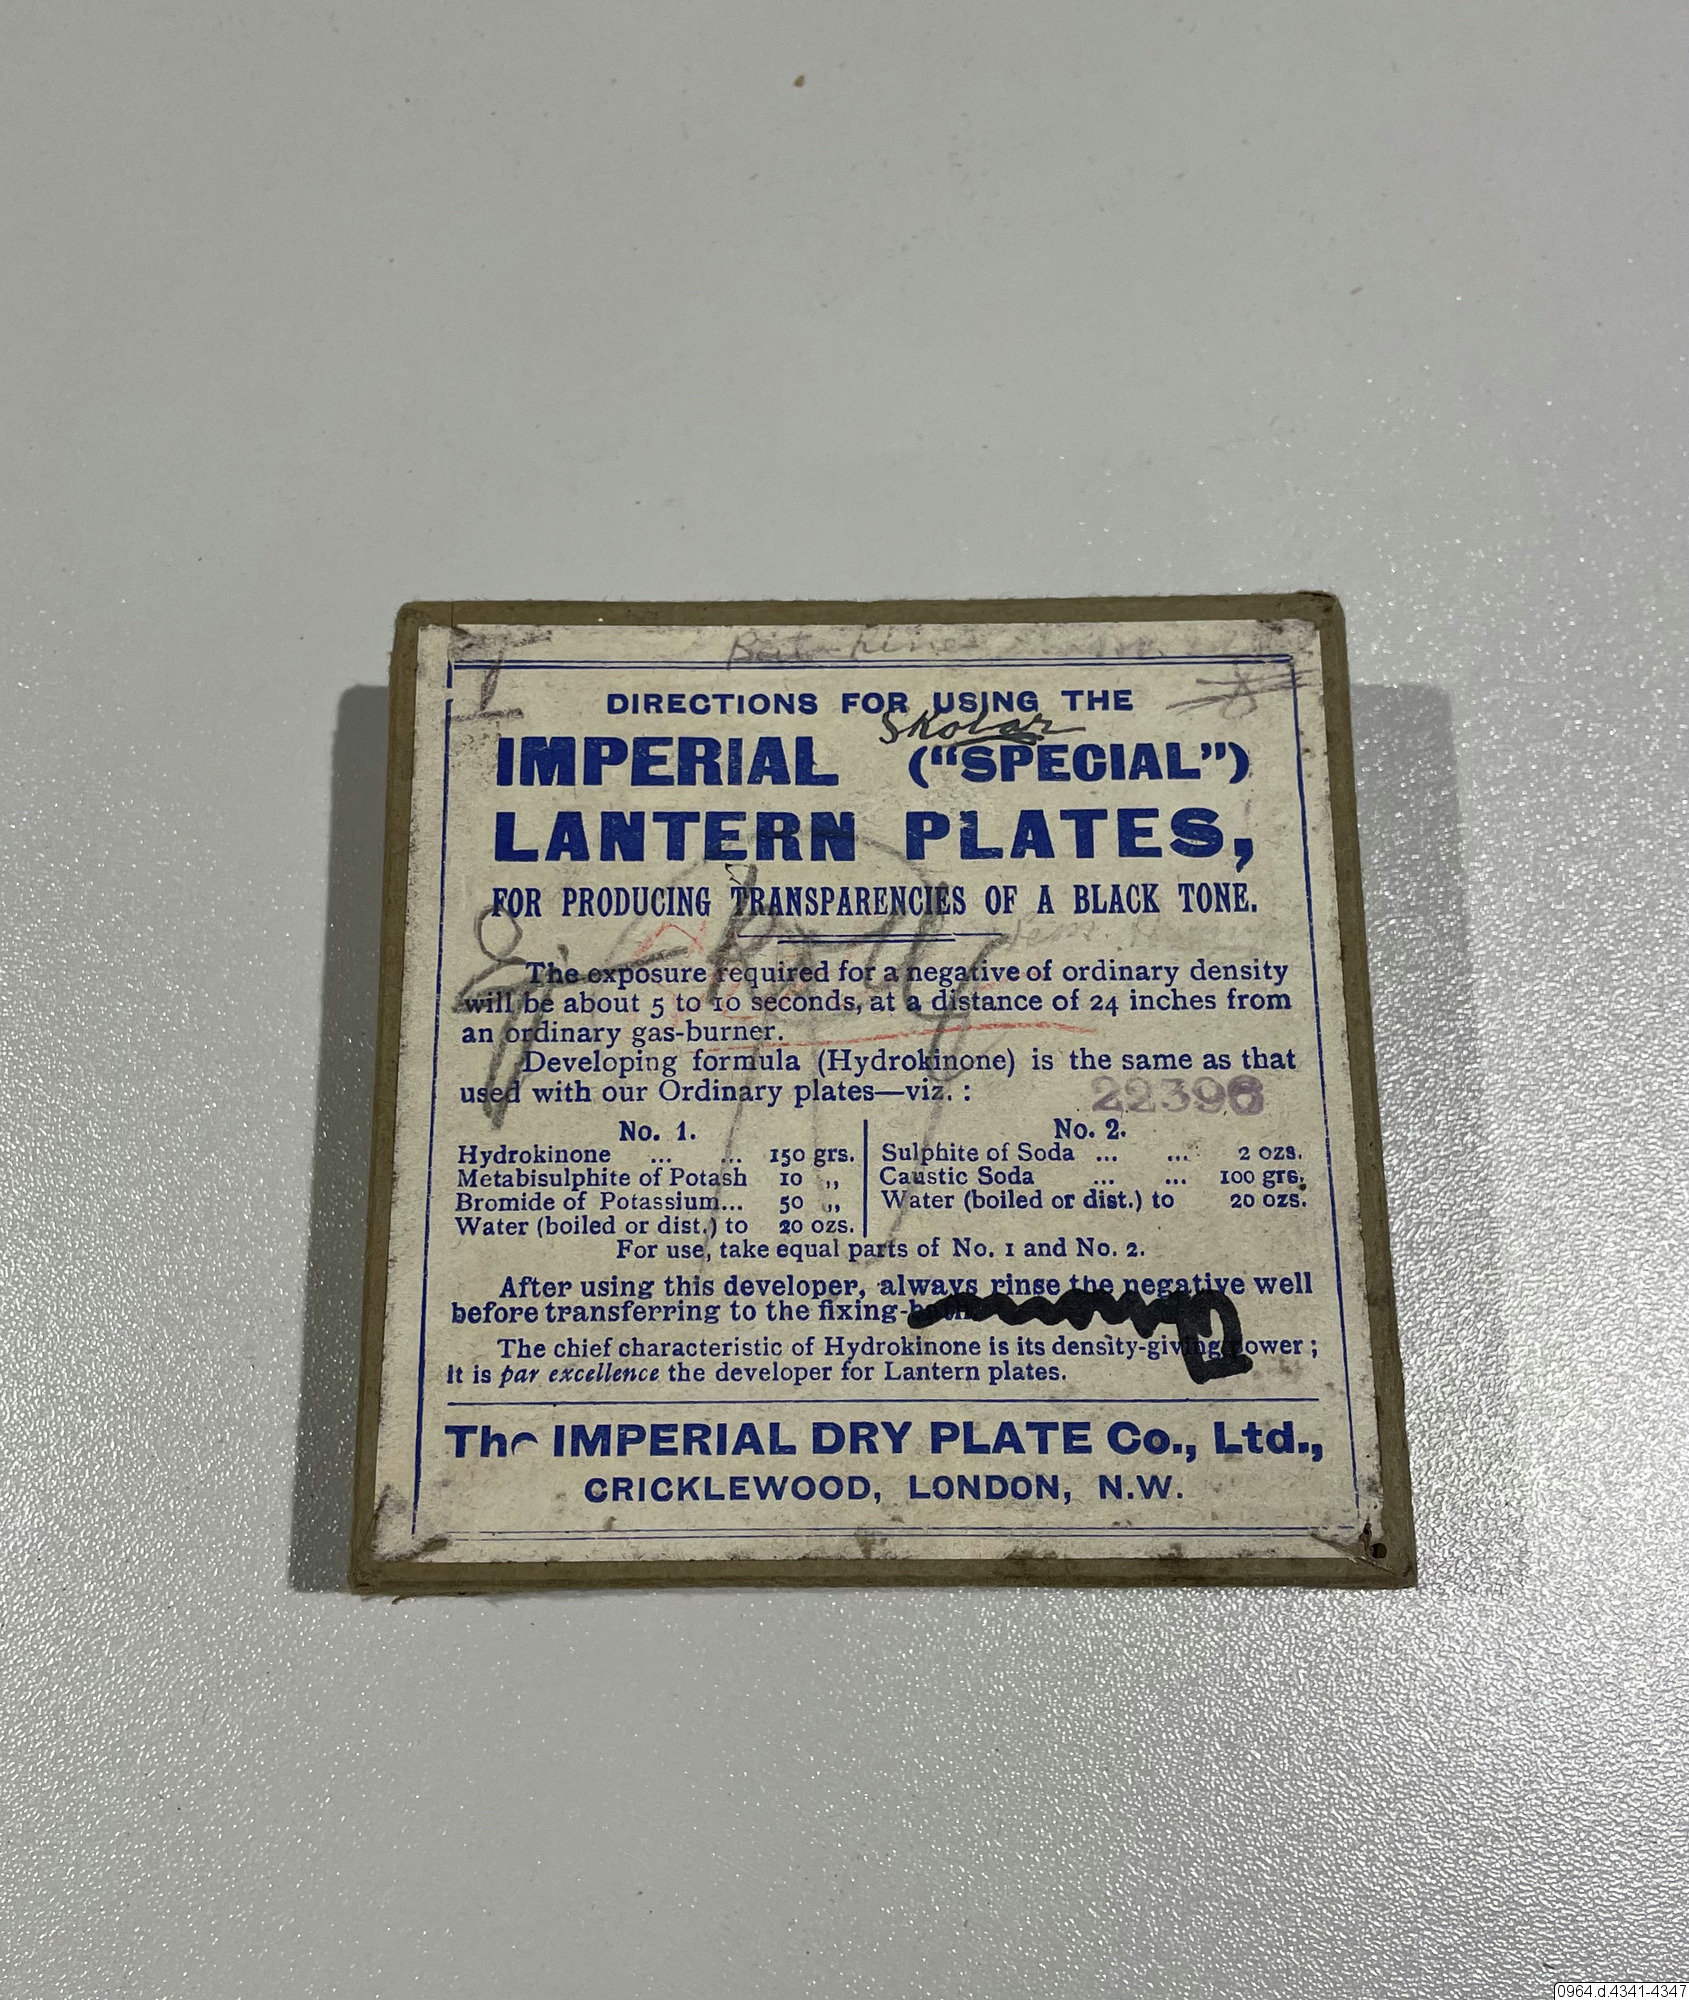 DIRECTIONS FOR USING THE
Skolar
IMPERIAL ("SPECIAL")
LANTERN PLATES,
FOR PRODUCING TRANSPARENCIES OF A BLACK TONE.
The exposure required for a negative of ordinary density
will be about 5 to 10 seconds, at a distance of 24 inches from
an ordinary gas-burner.
Developing formula (Hydrokinone) is the same as that
used with our Ordinary plates—viz. :
22398
No. 1.
Hydrokinone ... ... 150 grs.
Metabisulphite of Potash 10 ,,
Bromide of Potassium... 50 ,,
Water (boiled or dist.) to 20 ozs.
No. 2.
Sulphite of Soda ... ... 2 ozs.
Caustic Soda ... ... 100 grs.
Water (boiled or dist.) to 20 ozs.
For use, take equal parts of No. 1 and No. 2.
After using this developer, always rinse the negative well
before transferring to the fixing-bath
The chief characteristic of Hydrokinone is its density-giving power ;
it is par excellence the developer for Lantern plates.
The IMPERIAL DRY PLATE Co., Ltd.,
CRICKLEWOOD, LONDON, N.W.
0964.d.4341-4347